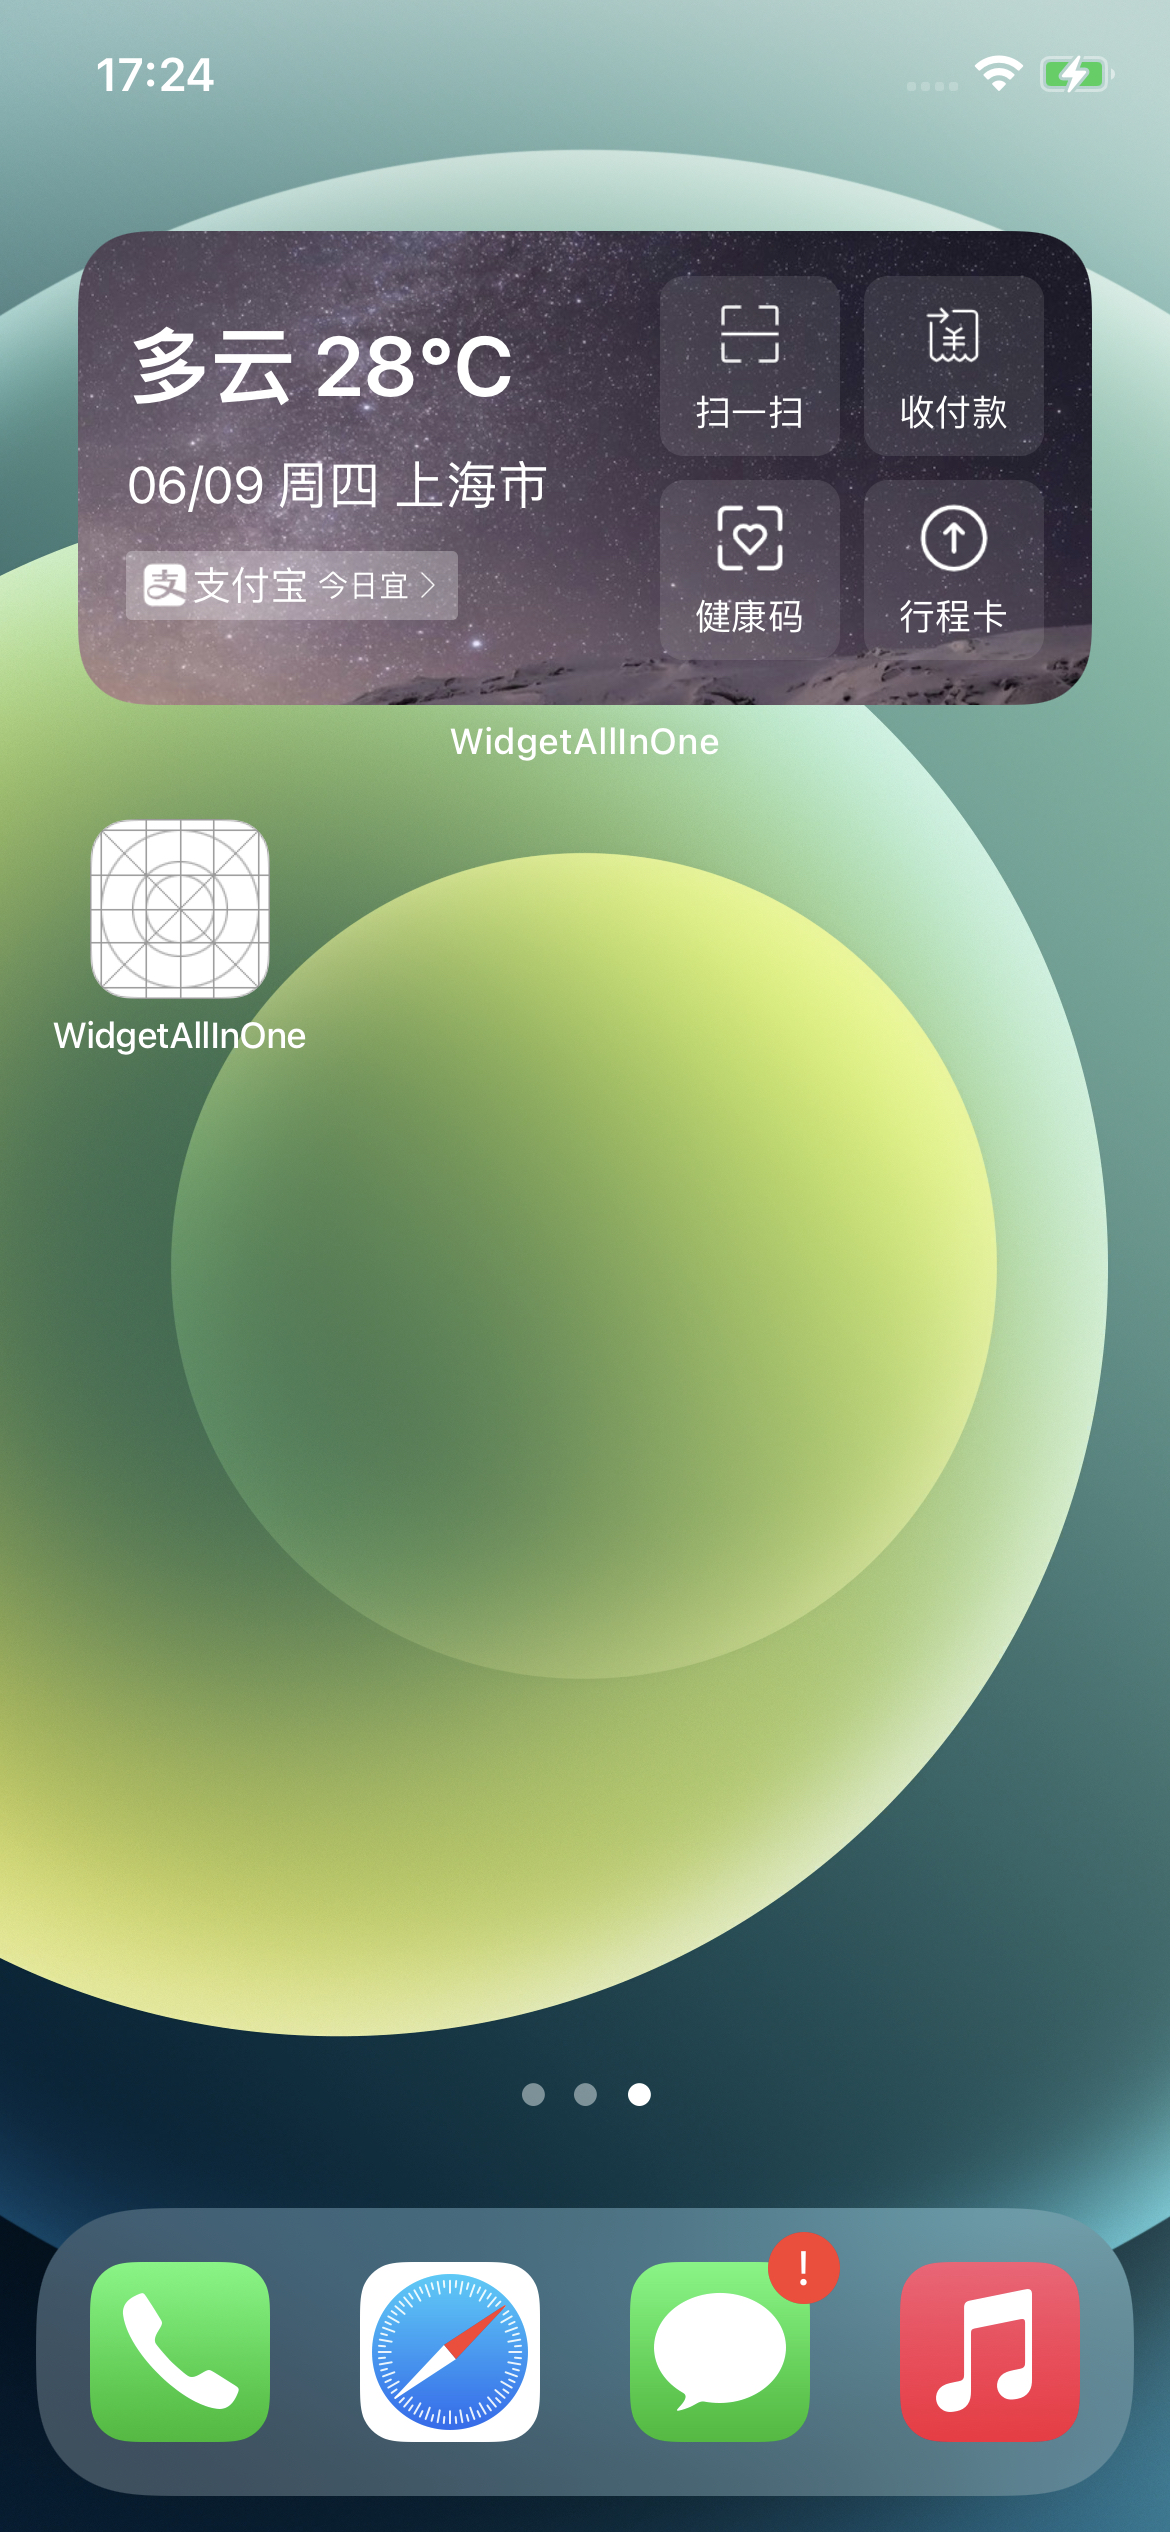 17:24
多云 28°C
06/09 周四 上海市
支 支付宝 今日宜
扫一扫
收付款
健康码
行程卡
WidgetAllInOne
WidgetAllInOne
!